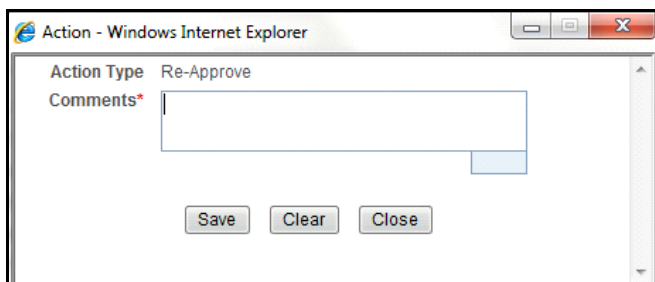 Action - Windows Internet Explorer
Action Type Re-Approve
Comments*
Save Clear Close